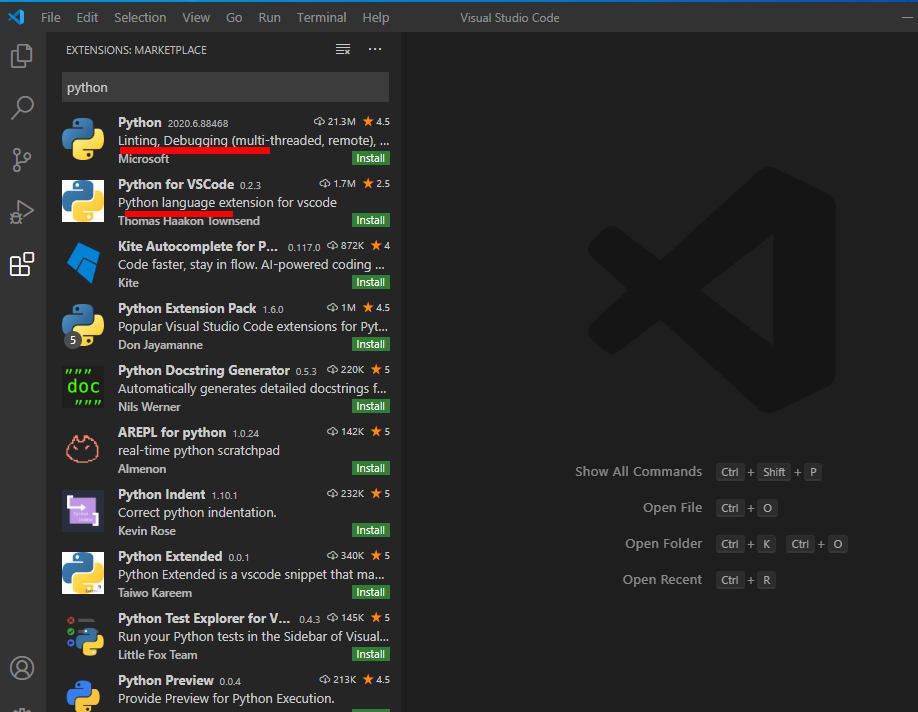 File Edit Selection View Go Run Terminal Help Visual Studio Code
EXTENSIONS: MARKETPLACE
python
Python 2020.6.88468 21.3M 4.5
Linting, Debugging (multi-threaded, remote), ...
Microsoft Install
Python for VSCode 0.2.3 1.7M 2.5
Python language extension for vscode
Thomas Haakon Townsend Install
Kite Autocomplete for P... 0.117.0 872K 4
Code faster, stay in flow. AI-powered coding ...
Kite Install
Python Extension Pack 1.6.0 1M 4.5
Popular Visual Studio Code extensions for Pyt...
5
Don Jayamanne Install
Python Docstring Generator 0.5.3 220K 5
"""
doc
"""
Automatically generates detailed docstrings f...
Nils Werner Install
AREPL for python 1.0.24 142K 5
real-time python scratchpad
Almenon Install
Python Indent 1.10.1 232K 5
Correct python indentation.
Kevin Rose Install
Python Extended 0.0.1 340K 5
Python Extended is a vscode snippet that ma...
Taiwo Kareem Install
Python Test Explorer for V... 0.4.3 145K 5
Run your Python tests in the Sidebar of Visual...
Little Fox Team Install
Python Preview 0.0.4 213K 4.5
Provide Preview for Python Execution.
Show All Commands Ctrl + Shift + P
Open File Ctrl + O
Open Folder Ctrl + K Ctrl + O
Open Recent Ctrl + R